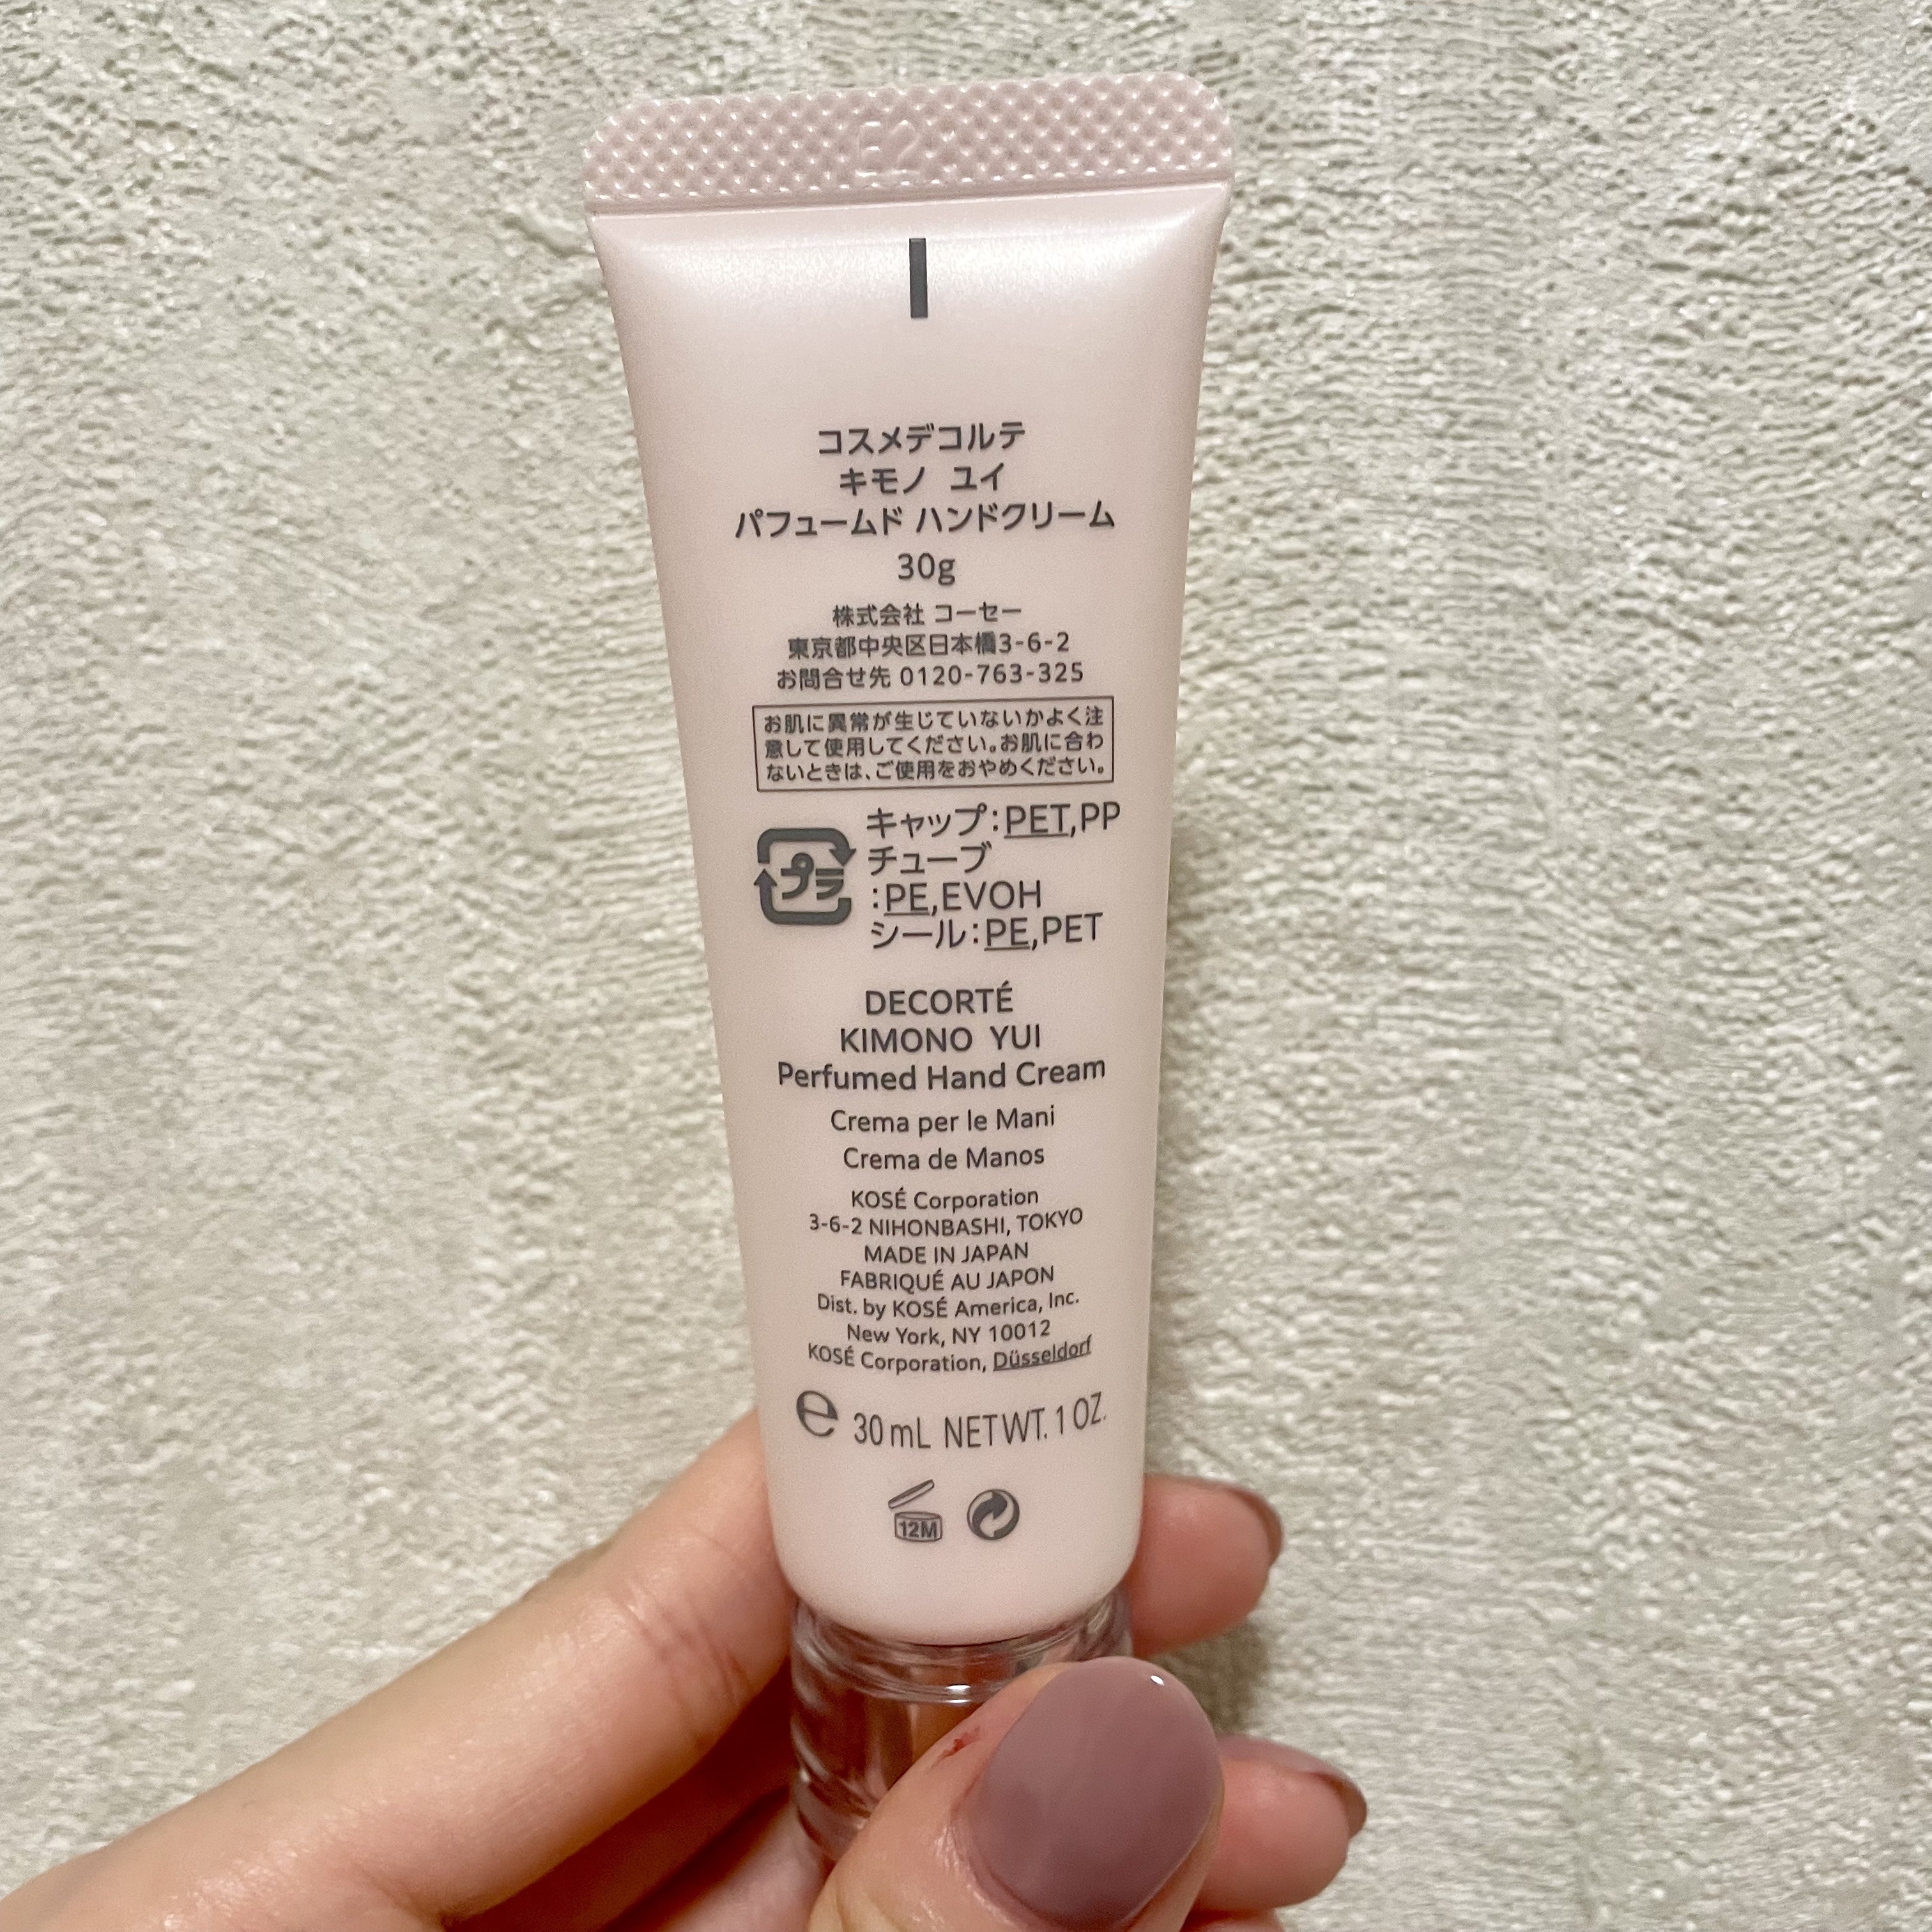 E2
コスメデコルテ
キモノ ユイ
パフュームド ハンドクリーム
30g
株式会社 コーセー
東京都中央区日本橋3-6-2
お問合せ先 0120-763-325
お肌に異常が生じていないかよく注
意して使用してください。お肌に合わ
ないときは、ご使用をおやめください。
プラ
キャップ:PET,PP
チューブ
:PE,EVOH
シール:PE,PET
DECORTÉ
KIMONO YUI
Perfumed Hand Cream
Crema per le Mani
Crema de Manos
KOSÉ Corporation
3-6-2 NIHONBASHI, TOKYO
MADE IN JAPAN
FABRIQUÉ AU JAPON
Dist. by KOSÉ America, Inc.
New York, NY 10012
KOSÉ Corporation, Düsseldorf
℮ 30 mL NET WT. 1 OZ.
12M